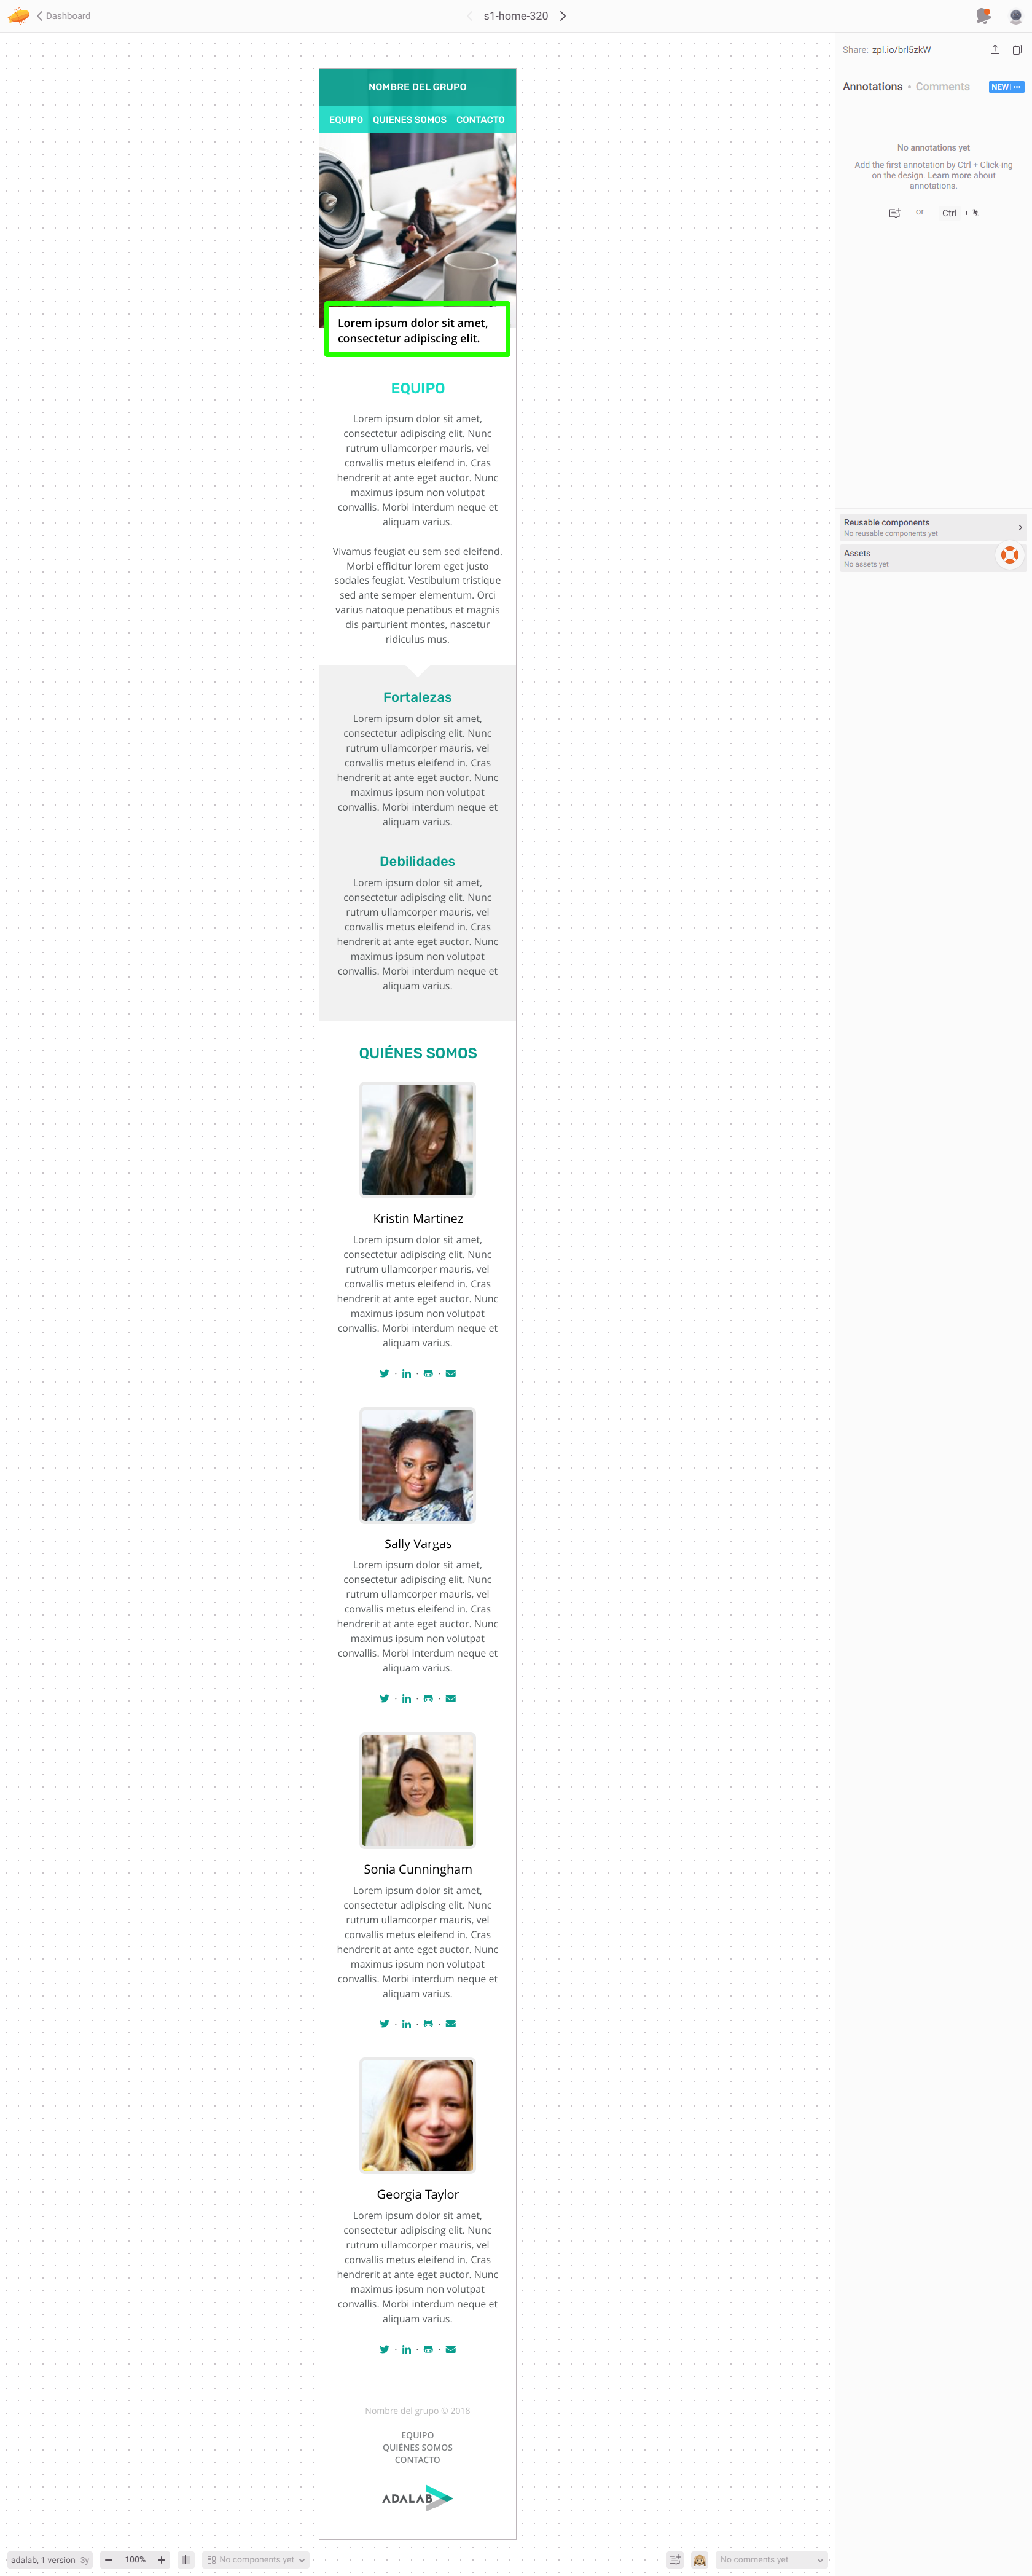 Dashboard
s1-home-320
Share: zpl.io/brl5zkW
Annotations • Comments
NEW
No annotations yet
Add the first annotation by Ctrl + Click-ing
on the design. Learn more about
annotations.
or Ctrl +
Reusable components
No reusable components yet
Assets
No assets yet
NOMBRE DEL GRUPO
EQUIPO QUIENES SOMOS CONTACTO
Lorem ipsum dolor sit amet,
consectetur adipiscing elit.
EQUIPO
Lorem ipsum dolor sit amet,
consectetur adipiscing elit. Nunc
rutrum ullamcorper mauris, vel
convallis metus eleifend in. Cras
hendrerit at ante eget auctor. Nunc
maximus ipsum non volutpat
convallis. Morbi interdum neque et
aliquam varius.
Vivamus feugiat eu sem sed eleifend.
Morbi efficitur lorem eget justo
sodales feugiat. Vestibulum tristique
sed ante semper elementum. Orci
varius natoque penatibus et magnis
dis parturient montes, nascetur
ridiculus mus.
Fortalezas
Lorem ipsum dolor sit amet,
consectetur adipiscing elit. Nunc
rutrum ullamcorper mauris, vel
convallis metus eleifend in. Cras
hendrerit at ante eget auctor. Nunc
maximus ipsum non volutpat
convallis. Morbi interdum neque et
aliquam varius.
Debilidades
Lorem ipsum dolor sit amet,
consectetur adipiscing elit. Nunc
rutrum ullamcorper mauris, vel
convallis metus eleifend in. Cras
hendrerit at ante eget auctor. Nunc
maximus ipsum non volutpat
convallis. Morbi interdum neque et
aliquam varius.
QUIÉNES SOMOS
Kristin Martinez
Lorem ipsum dolor sit amet,
consectetur adipiscing elit. Nunc
rutrum ullamcorper mauris, vel
convallis metus eleifend in. Cras
hendrerit at ante eget auctor. Nunc
maximus ipsum non volutpat
convallis. Morbi interdum neque et
aliquam varius.
Sally Vargas
Lorem ipsum dolor sit amet,
consectetur adipiscing elit. Nunc
rutrum ullamcorper mauris, vel
convallis metus eleifend in. Cras
hendrerit at ante eget auctor. Nunc
maximus ipsum non volutpat
convallis. Morbi interdum neque et
aliquam varius.
Sonia Cunningham
Lorem ipsum dolor sit amet,
consectetur adipiscing elit. Nunc
rutrum ullamcorper mauris, vel
convallis metus eleifend in. Cras
hendrerit at ante eget auctor. Nunc
maximus ipsum non volutpat
convallis. Morbi interdum neque et
aliquam varius.
Georgia Taylor
Lorem ipsum dolor sit amet,
consectetur adipiscing elit. Nunc
rutrum ullamcorper mauris, vel
convallis metus eleifend in. Cras
hendrerit at ante eget auctor. Nunc
maximus ipsum non volutpat
convallis. Morbi interdum neque et
aliquam varius.
Nombre del grupo © 2018
EQUIPO
QUIÉNES SOMOS
CONTACTO
ADALAB
adalab, 1 version 3y
100%
No components yet
No comments yet